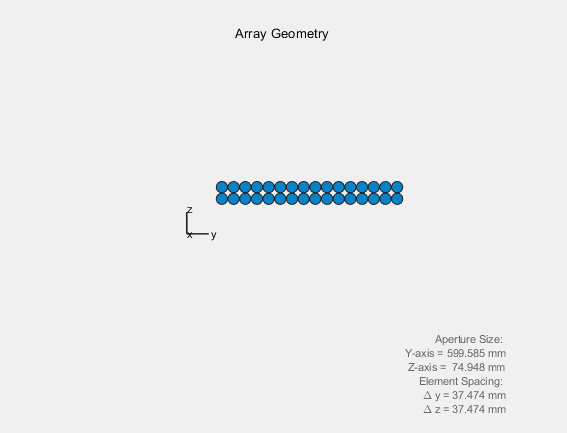 Array Geometry
z
x
y
Aperture Size:
Y-axis = 599.585 mm
Z-axis = 74.948 mm
Element Spacing:
Δ y = 37.474 mm
Δ z = 37.474 mm